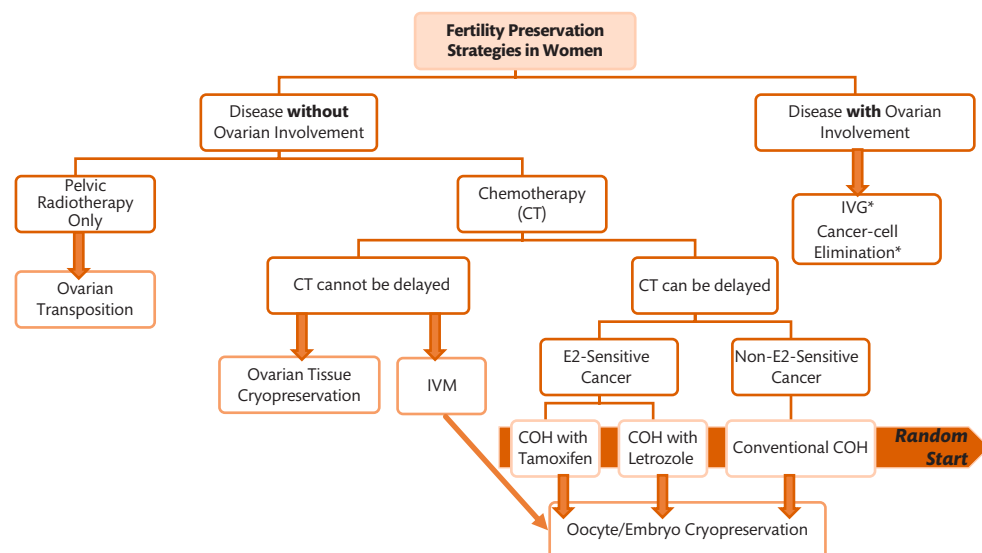 Fertility Preservation
Strategies in Women
Disease without
Ovarian Involvement
Disease with Ovarian
Involvement
Pelvic
Radiotherapy
Only
Chemotherapy
(CT)
IVG*
Cancer-cell
Elimination*
Ovarian
Transposition
CT cannot be delayed
CT can be delayed
Ovarian Tissue
Cryopreservation
IVM
E2-Sensitive
Cancer
Non-E2-Sensitive
Cancer
COH with
Tamoxifen
COH with
Letrozole
Conventional COH
Random
Start
Oocyte/Embryo Cryopreservation